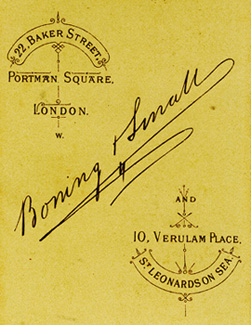 22, BAKER STREET,
PORTMAN SQUARE,
LONDON.
W.
Boning & Small
AND
10, VERULAM PLACE,
ST LEONARDS ON SEA.